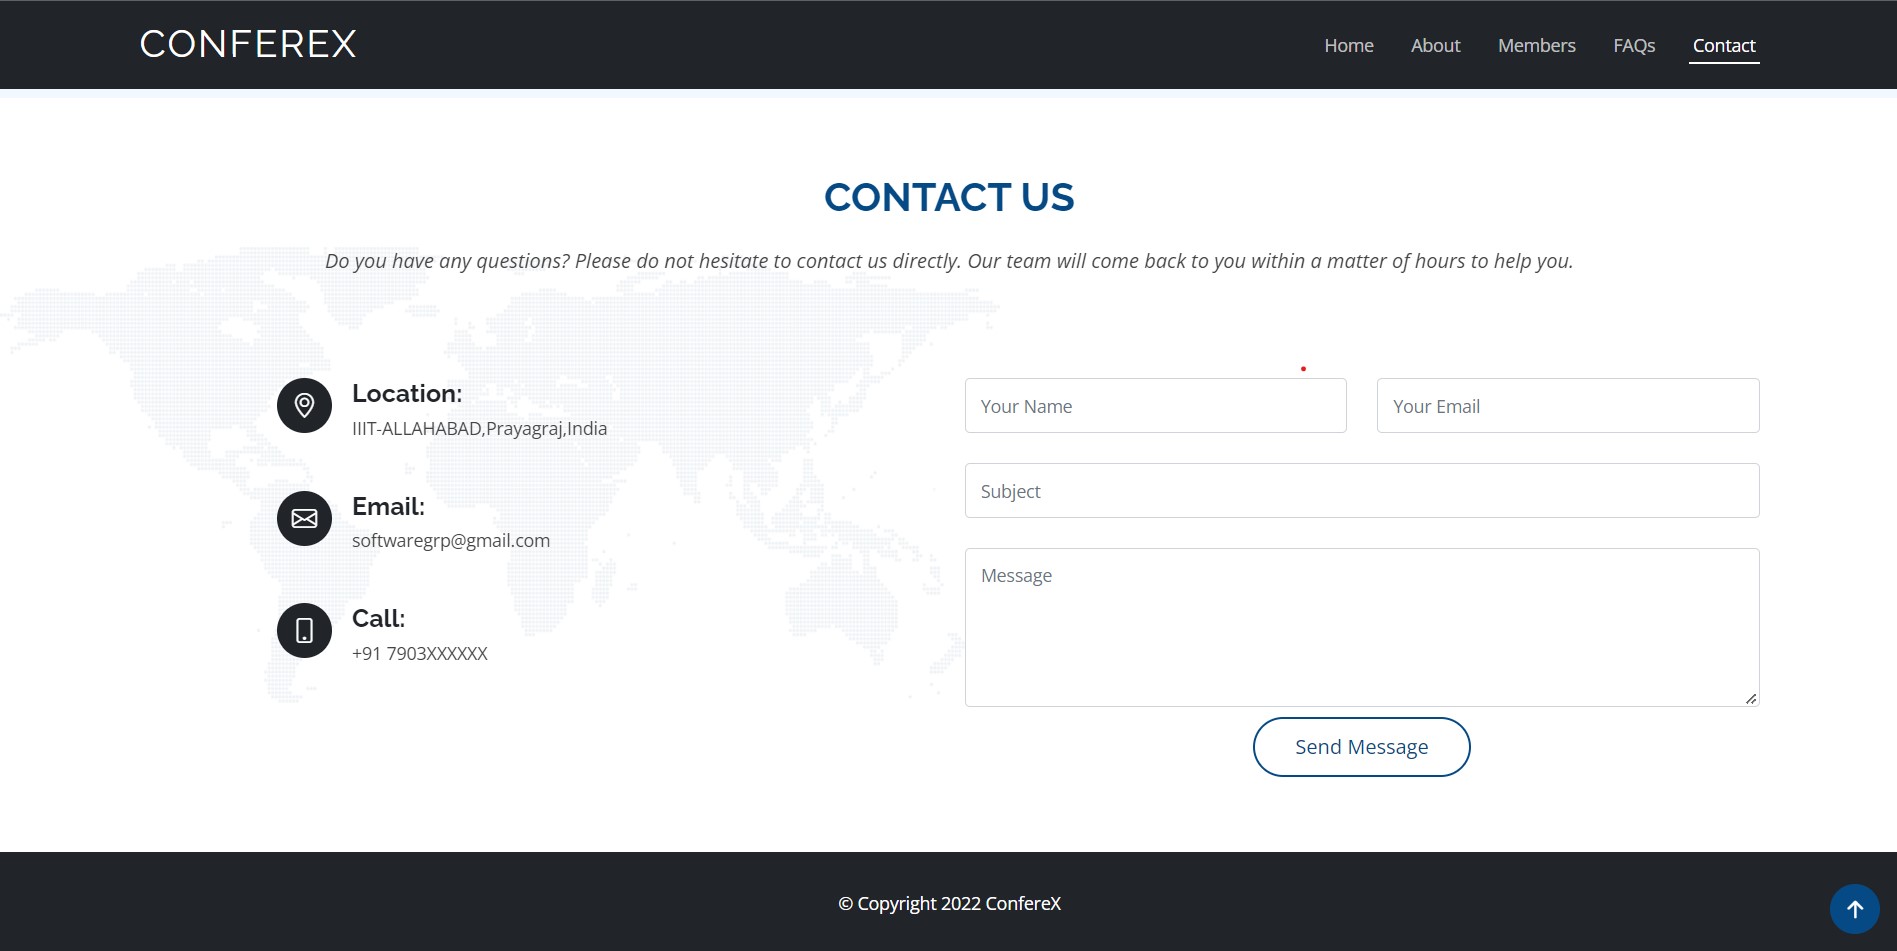 CONFEREX
Home About Members FAQs Contact
CONTACT US
Do you have any questions? Please do not hesitate to contact us directly. Our team will come back to you within a matter of hours to help you.
Location:
IIIT-ALLAHABAD,Prayagraj,India
Email:
softwaregrp@gmail.com
Call:
+91 7903XXXXXX
Your Name
Your Email
Subject
Message
Send Message
© Copyright 2022 ConfereX